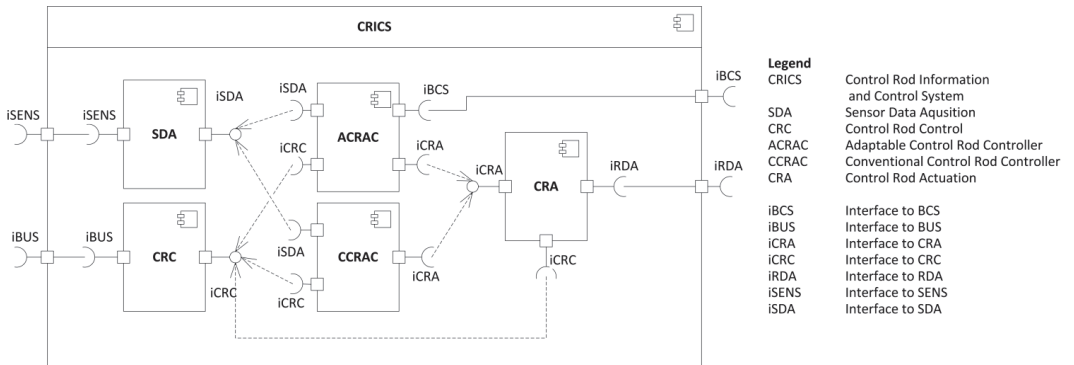 CRICS
iBCS
iSDA
iSDA
iBCS
iSENS
iSENS
SDA
ACRAC
iCRC
iCRA
iCRA
CRA
iRDA
iRDA
iBUS
iBUS
CRC
iSDA
CCRAC
iCRC
iCRA
iCRC
iCRC
Legend
CRICS Control Rod Information
and Control System
SDA Sensor Data Aqusition
CRC Control Rod Control
ACRAC Adaptable Control Rod Controller
CCRAC Conventional Control Rod Controller
CRA Control Rod Actuation
iBCS Interface to BCS
iBUS Interface to BUS
iCRA Interface to CRA
iCRC Interface to CRC
iRDA Interface to RDA
iSENS Interface to SENS
iSDA Interface to SDA